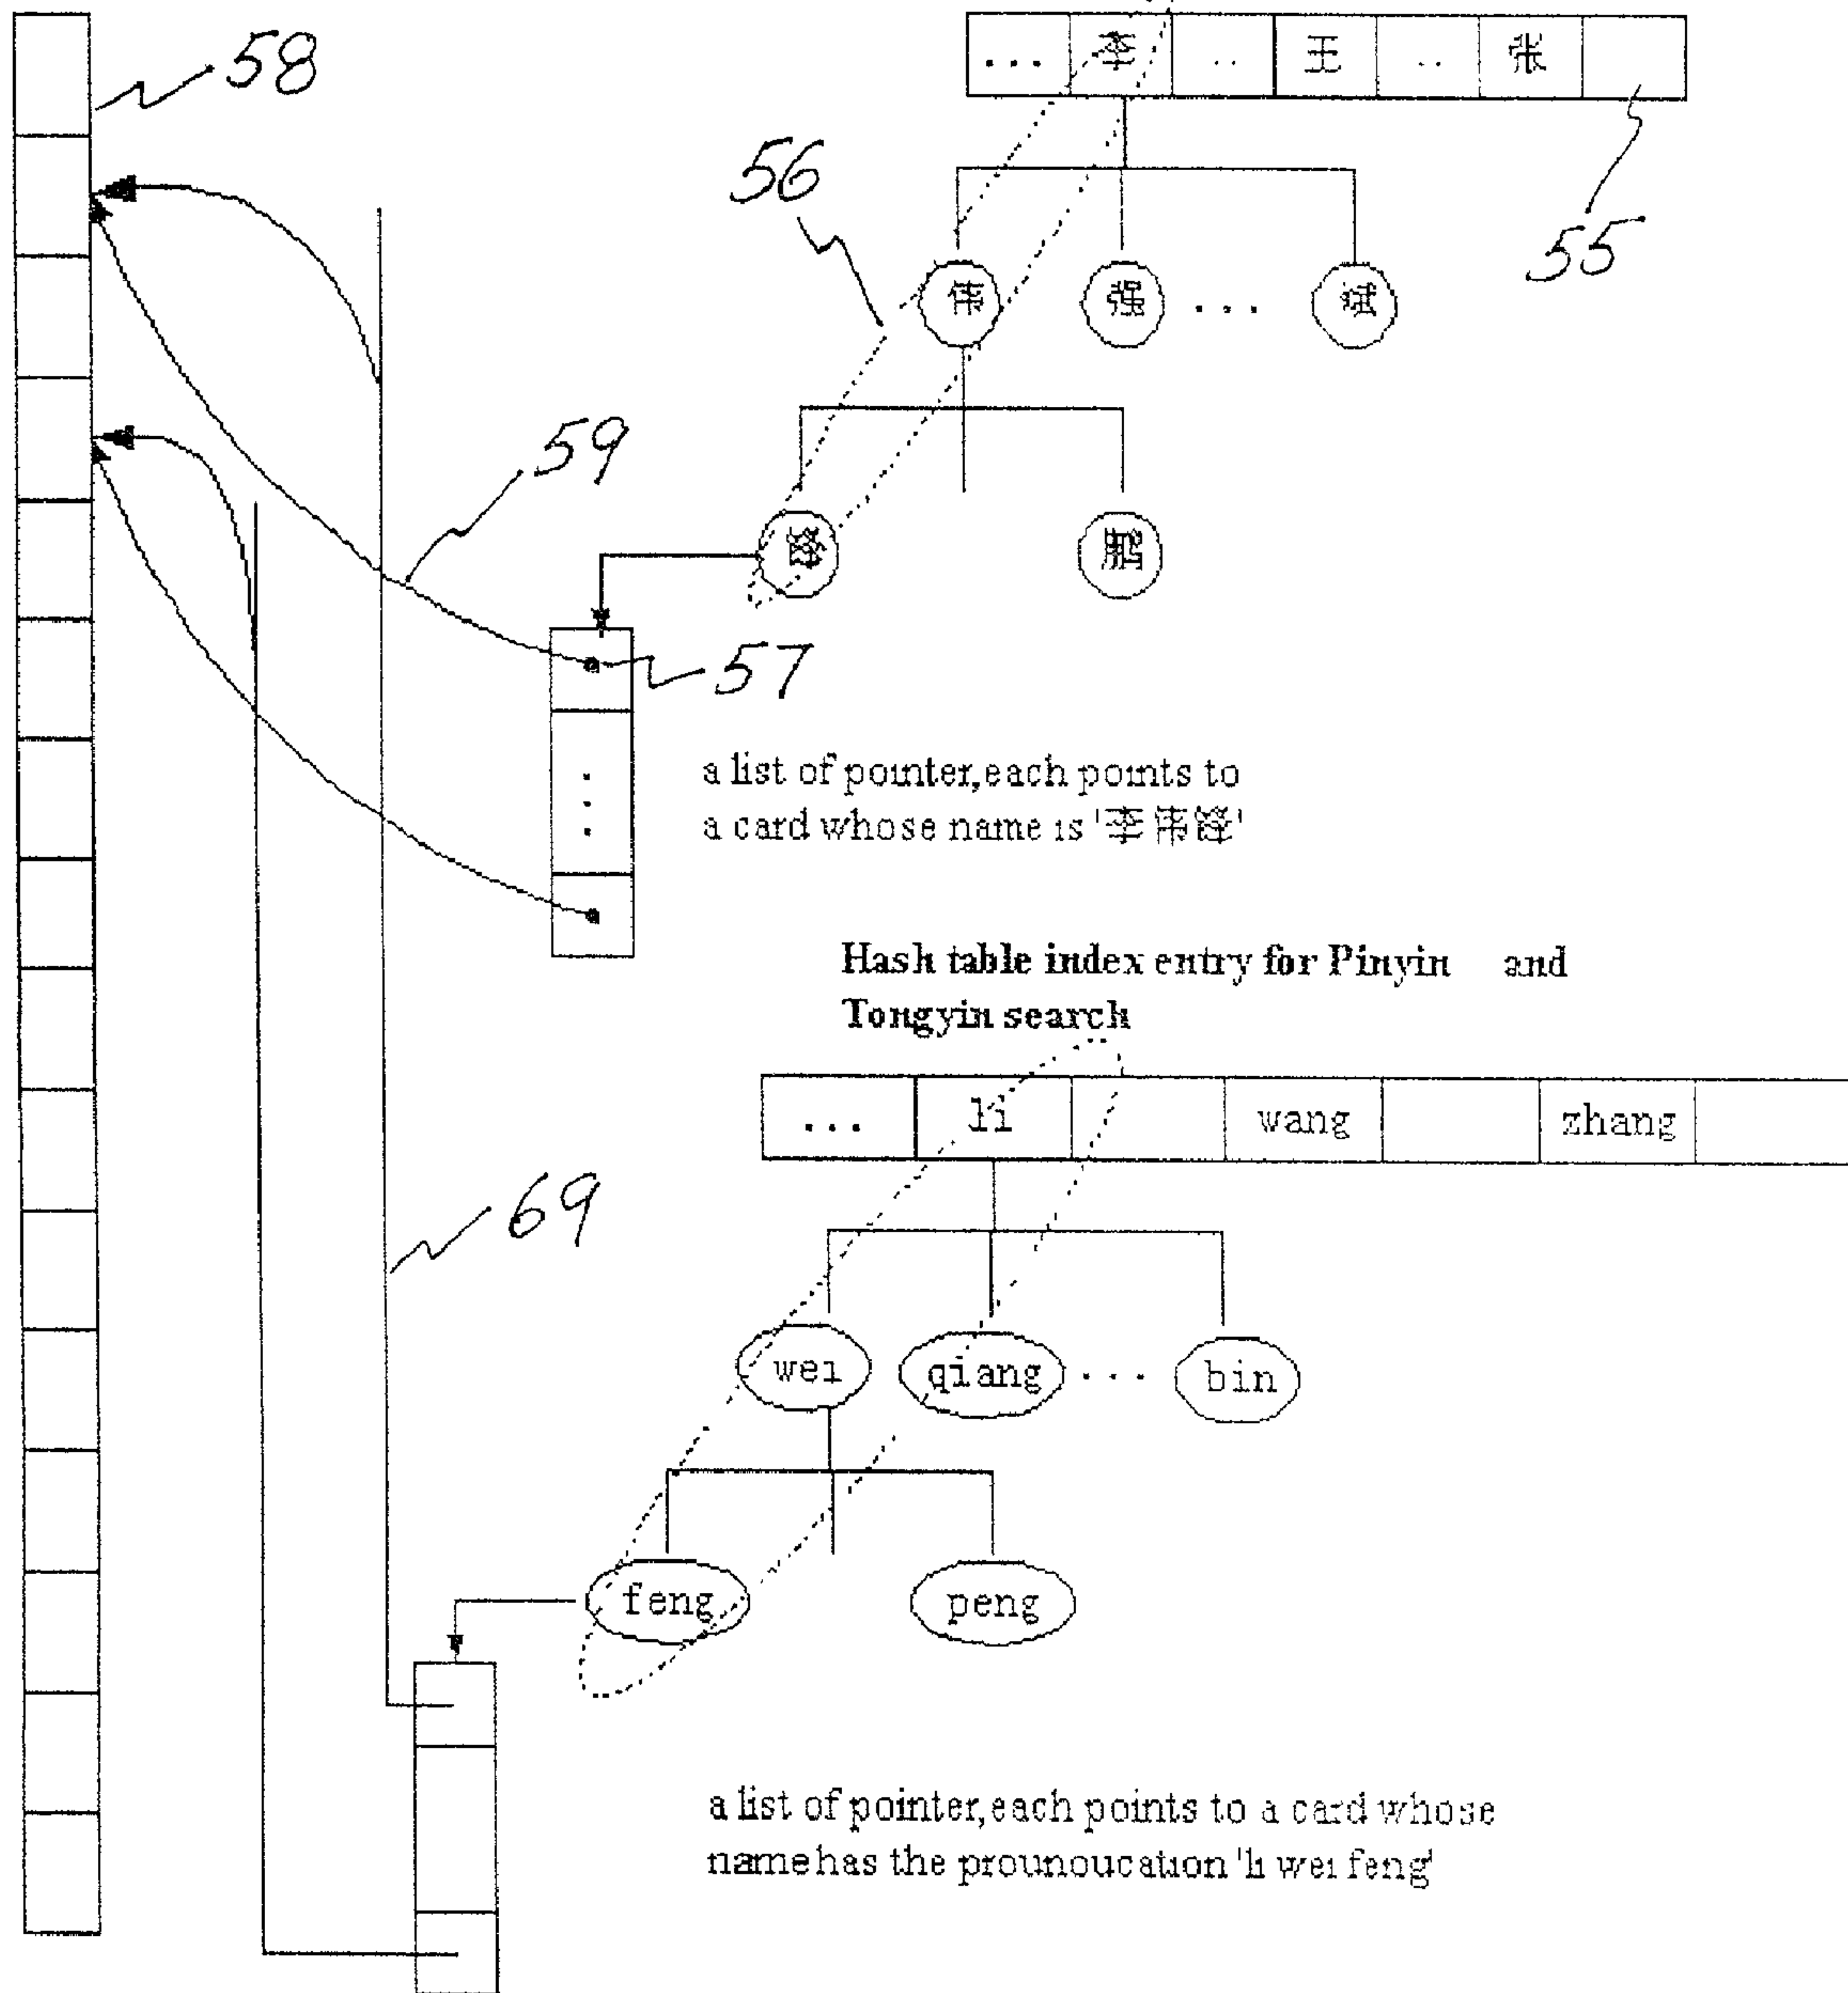 58
... 李 .. 王 .. 张
56
55
伟 强 ... 斌
59
鹏
57
a list of pointer,each points to
a card whose name is '李伟锋'
Hash table index entry for Pinyin and
Tongyin search
... li wang zhang
69
wei qiang ... bin
feng peng
a list of pointer,each points to a card whose
name has the prounoucation 'li wei feng'